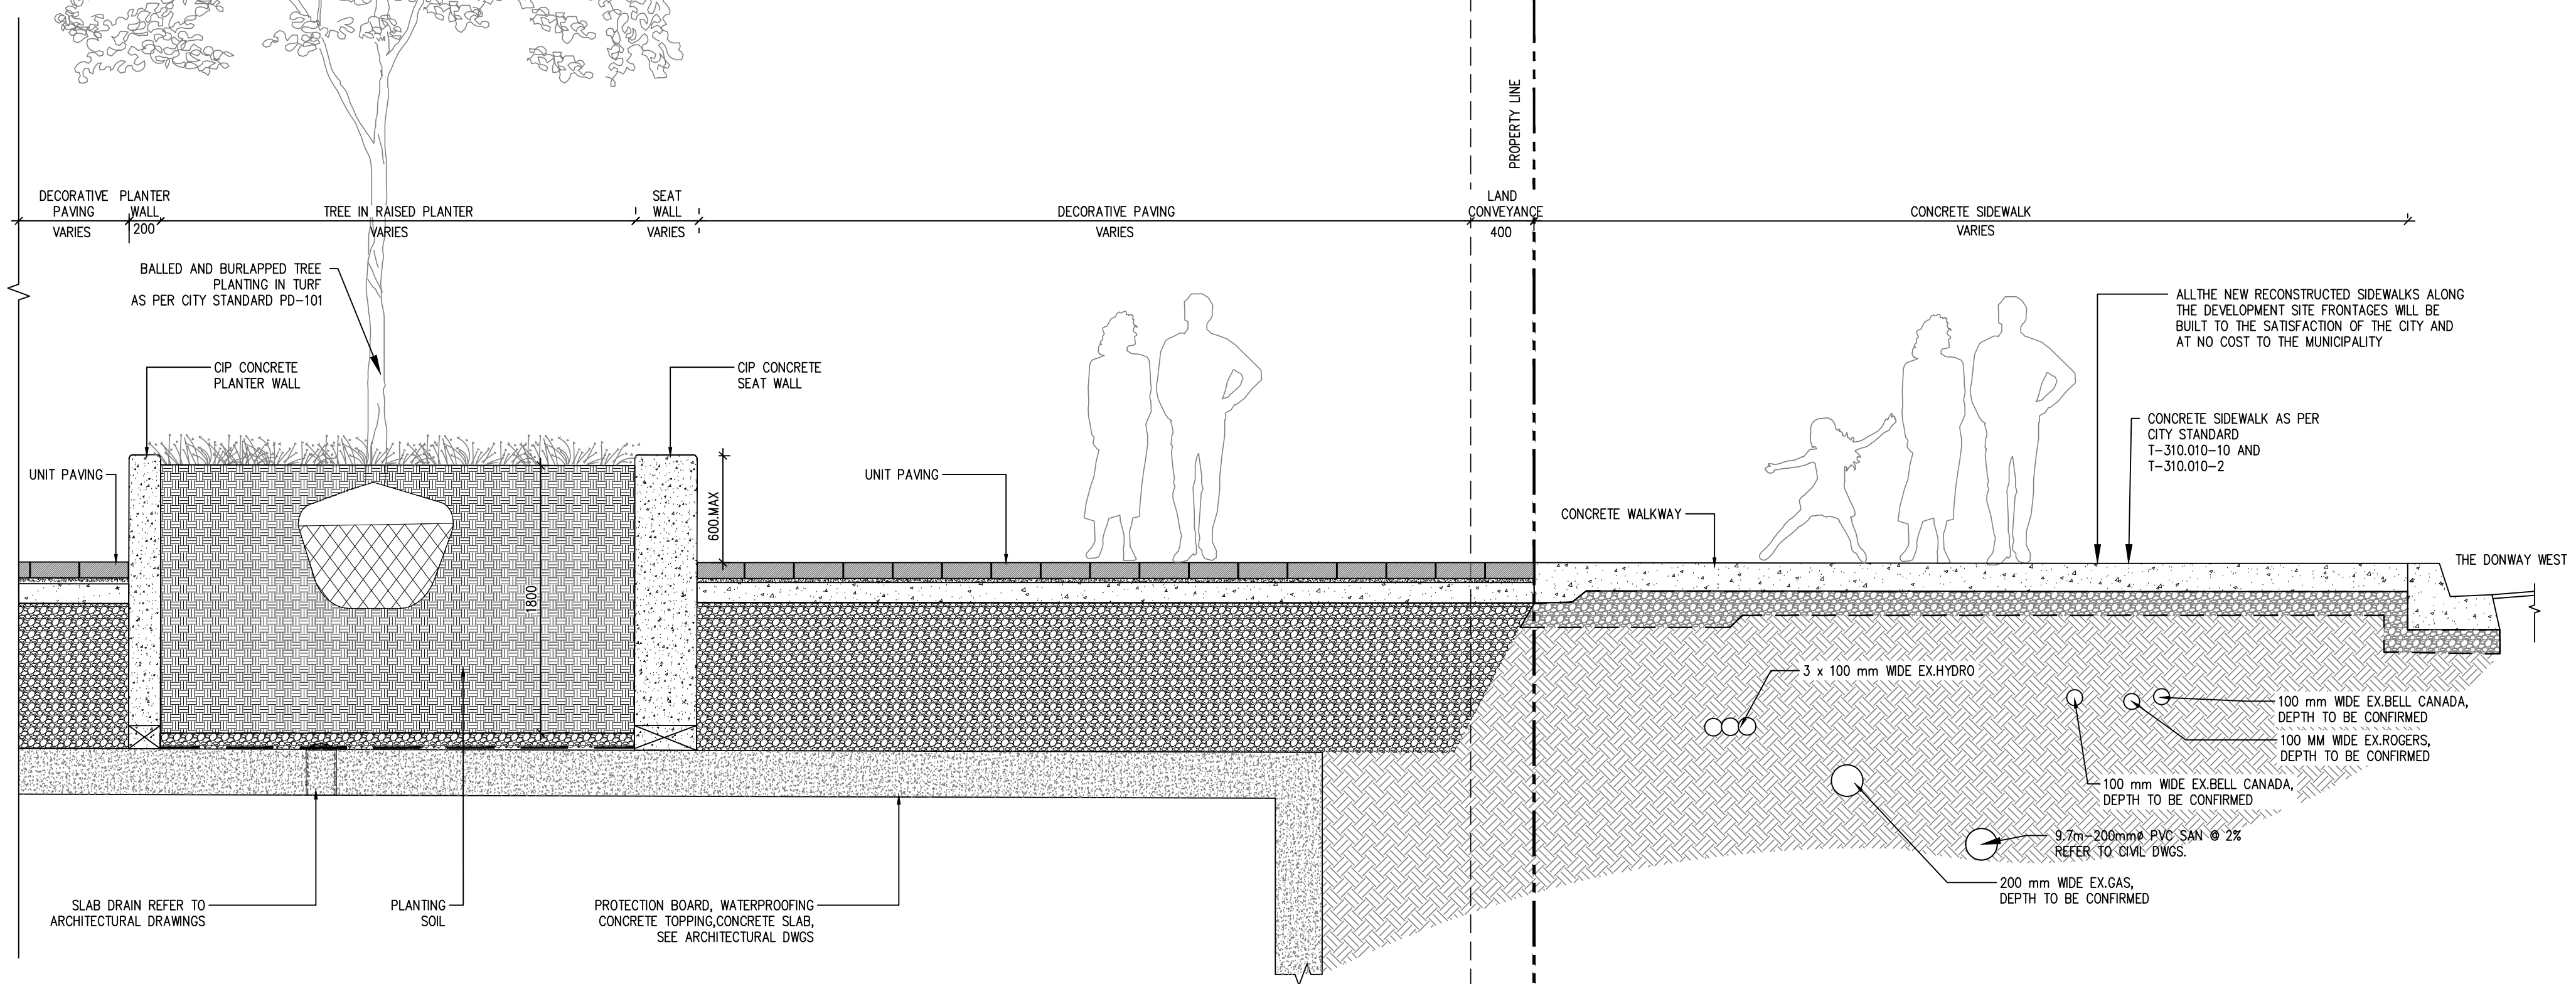 PROPERTY LINE
DECORATIVE
PAVING
VARIES
PLANTER
WALL
200
TREE IN RAISED PLANTER
VARIES
SEAT
WALL
VARIES
DECORATIVE PAVING
VARIES
LAND
CONVEYANCE
400
CONCRETE SIDEWALK
VARIES
BALLED AND BURLAPPED TREE
PLANTING IN TURF
AS PER CITY STANDARD PD-101
ALLTHE NEW RECONSTRUCTED SIDEWALKS ALONG
THE DEVELOPMENT SITE FRONTAGES WILL BE
BUILT TO THE SATISFACTION OF THE CITY AND
AT NO COST TO THE MUNICIPALITY
CIP CONCRETE
PLANTER WALL
CIP CONCRETE
SEAT WALL
CONCRETE SIDEWALK AS PER
CITY STANDARD
T-310.010-10 AND
T-310.010-2
UNIT PAVING
600.MAX
UNIT PAVING
CONCRETE WALKWAY
THE DONWAY WEST
1800
3 x 100 mm WIDE EX.HYDRO
100 mm WIDE EX.BELL CANADA,
DEPTH TO BE CONFIRMED
100 MM WIDE EX.ROGERS,
DEPTH TO BE CONFIRMED
100 mm WIDE EX.BELL CANADA,
DEPTH TO BE CONFIRMED
9.7m-200mmø PVC SAN @ 2%
REFER TO CIVIL DWGS.
200 mm WIDE EX.GAS,
DEPTH TO BE CONFIRMED
SLAB DRAIN REFER TO
ARCHITECTURAL DRAWINGS
PLANTING
SOIL
PROTECTION BOARD, WATERPROOFING
CONCRETE TOPPING,CONCRETE SLAB,
SEE ARCHITECTURAL DWGS